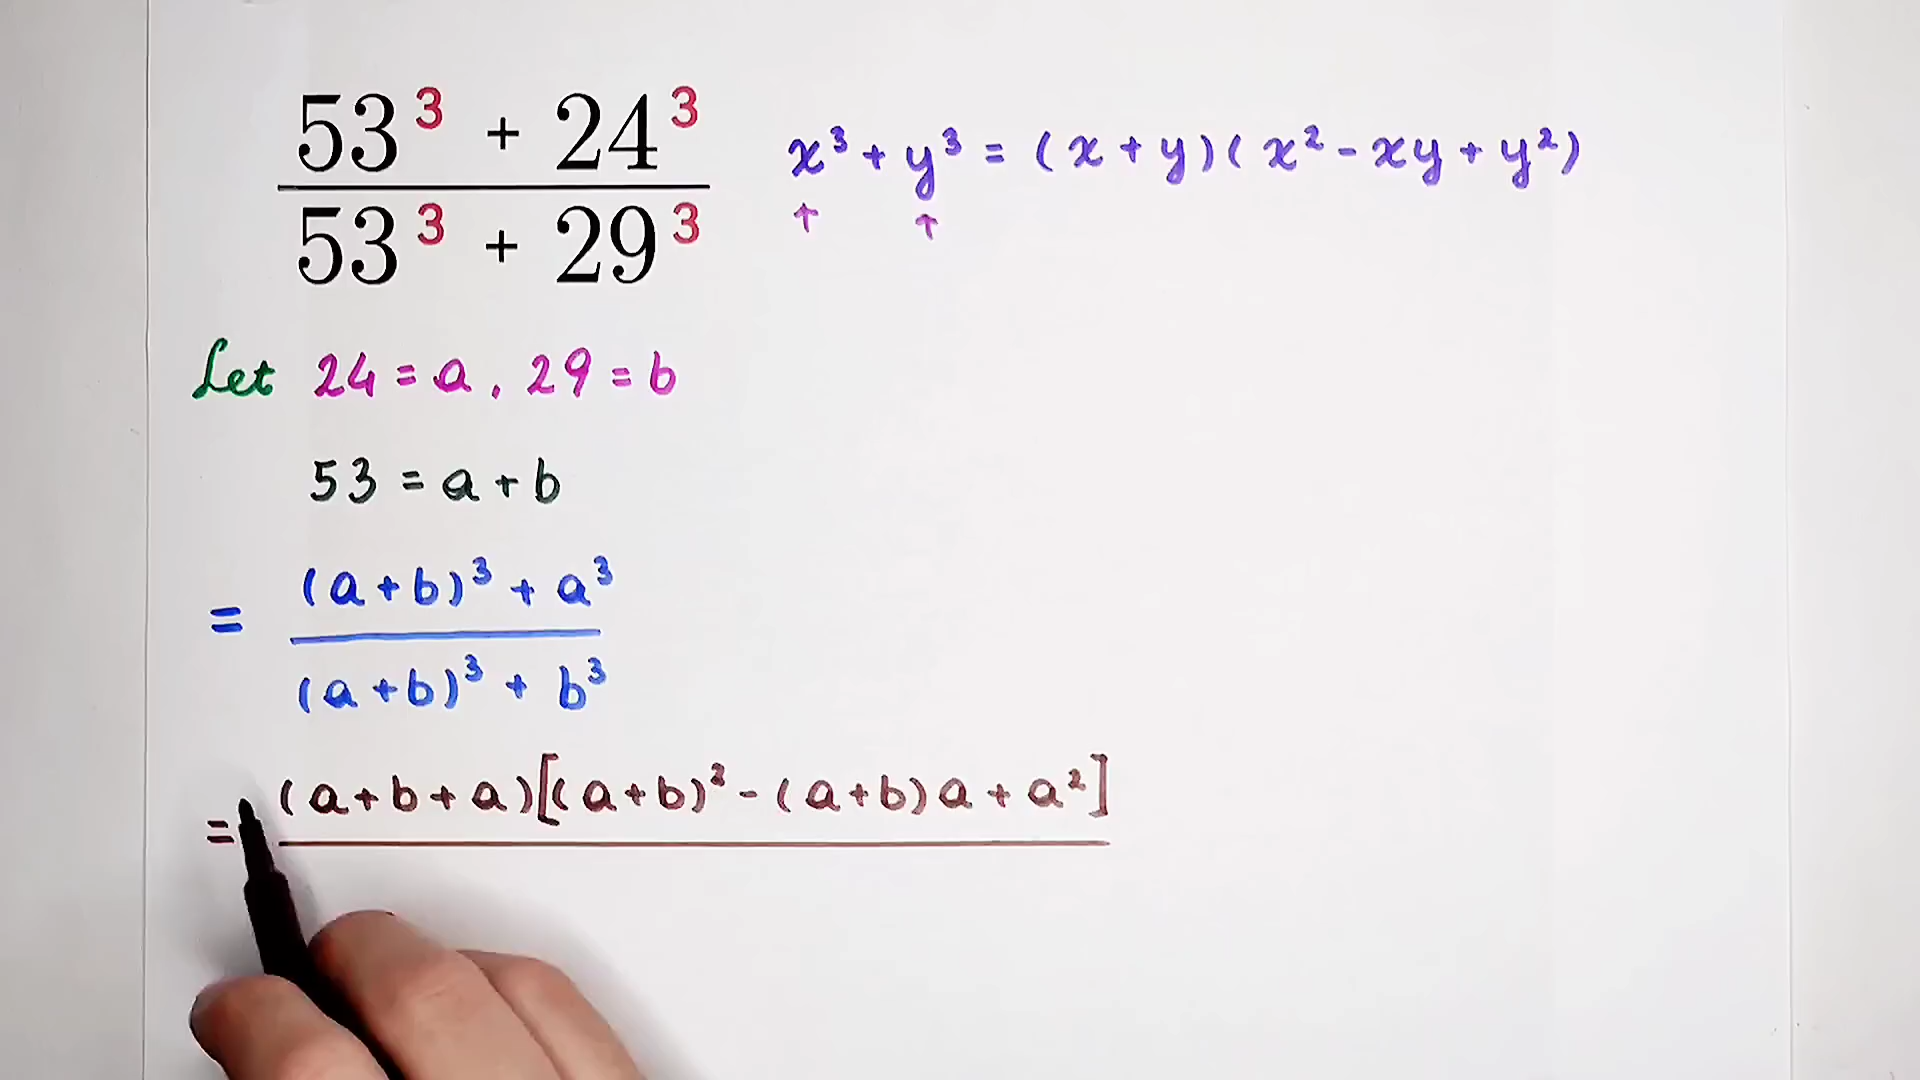 53³ + 24³
53³ + 29³
x³ + y³ = (x + y)(x² - xy + y²)
↑ ↑
Let 24 = a, 29 = b
53 = a + b
= (a + b)³ + a³
(a + b)³ + b³
= (a + b + a)[(a + b)² - (a + b)a + a²]